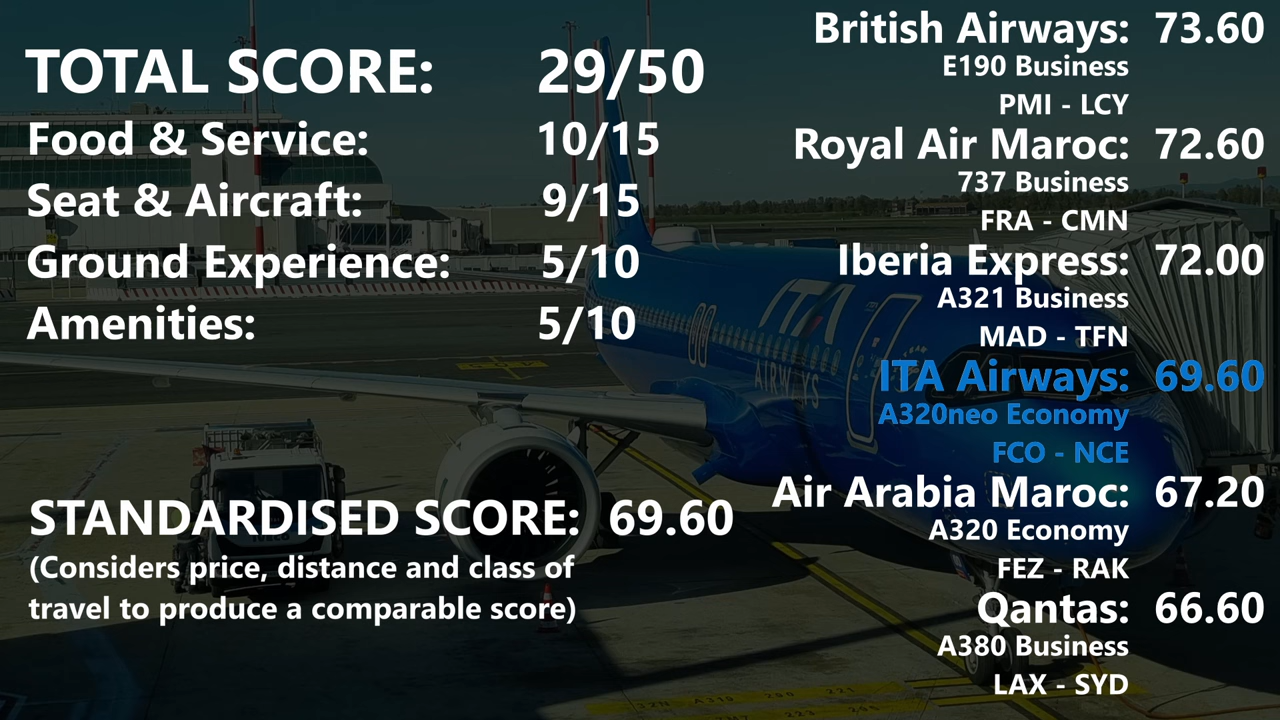 TOTAL SCORE: 29/50
Food & Service: 10/15
Seat & Aircraft: 9/15
Ground Experience: 5/10
Amenities: 5/10
STANDARDISED SCORE: 69.60
(Considers price, distance and class of
travel to produce a comparable score)
British Airways: 73.60
E190 Business
PMI - LCY
Royal Air Maroc: 72.60
737 Business
FRA - CMN
Iberia Express: 72.00
A321 Business
MAD - TFN
ITA Airways: 69.60
A320neo Economy
FCO - NCE
Air Arabia Maroc: 67.20
A320 Economy
FEZ - RAK
Qantas: 66.60
A380 Business
LAX - SYD
ITA
AIRWAYS